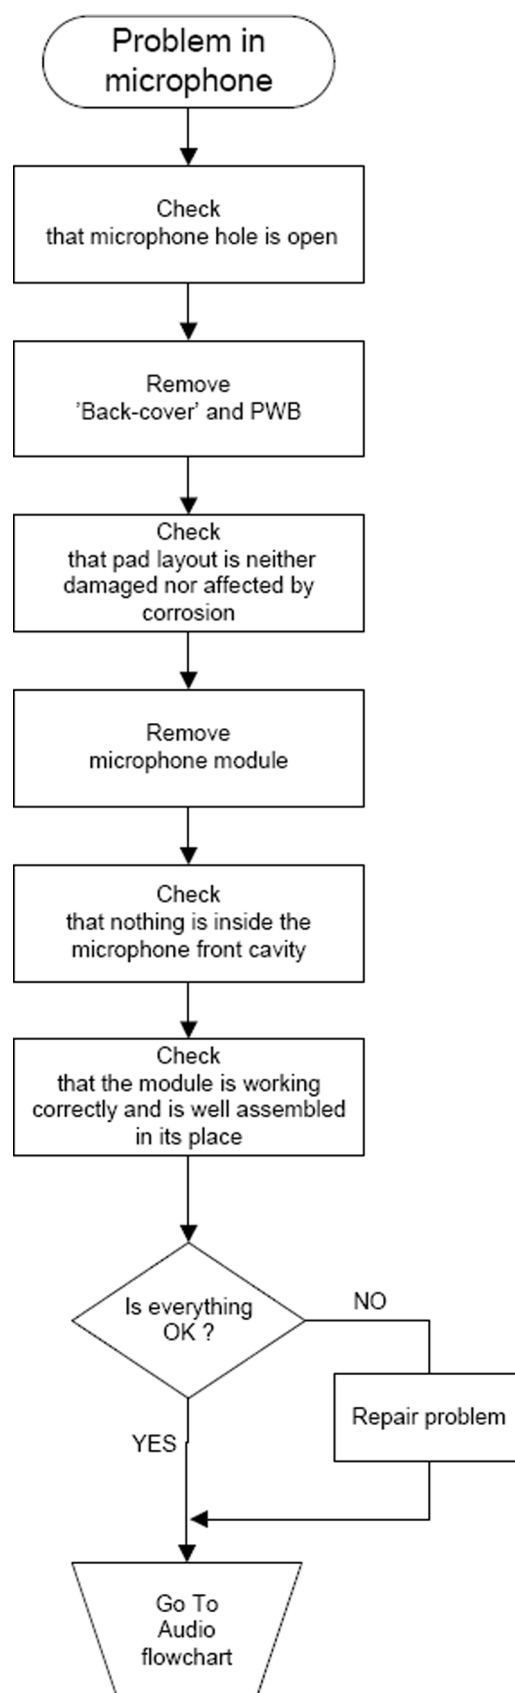 Problem in
microphone
Check
that microphone hole is open
Remove
'Back-cover' and PWB
Check
that pad layout is neither
damaged nor affected by
corrosion
Remove
microphone module
Check
that nothing is inside the
microphone front cavity
Check
that the module is working
correctly and is well assembled
in its place
Is everything
OK ?
NO
Repair problem
YES
Go To
Audio
flowchart